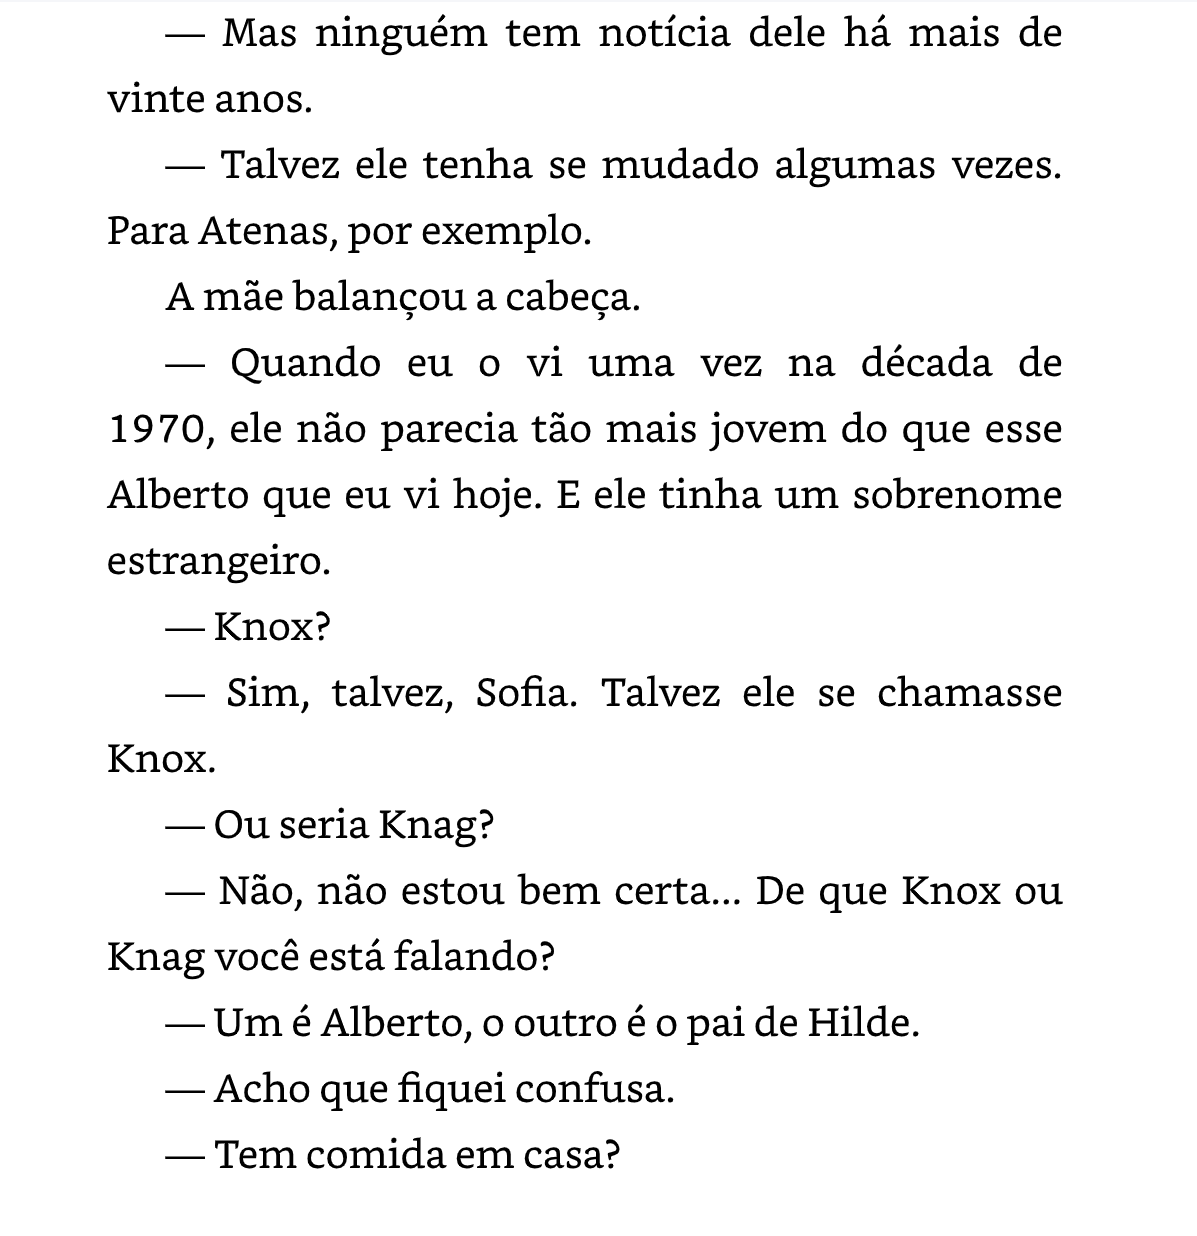 — Mas ninguém tem notícia dele há mais de
vinte anos.
— Talvez ele tenha se mudado algumas vezes.
Para Atenas, por exemplo.
A mãe balançou a cabeça.
— Quando eu o vi uma vez na década de
1970, ele não parecia tão mais jovem do que esse
Alberto que eu vi hoje. E ele tinha um sobrenome
estrangeiro.
— Knox?
— Sim, talvez, Sofia. Talvez ele se chamasse
Knox.
— Ou seria Knag?
— Não, não estou bem certa... De que Knox ou
Knag você está falando?
— Um é Alberto, o outro é o pai de Hilde.
— Acho que fiquei confusa.
— Tem comida em casa?